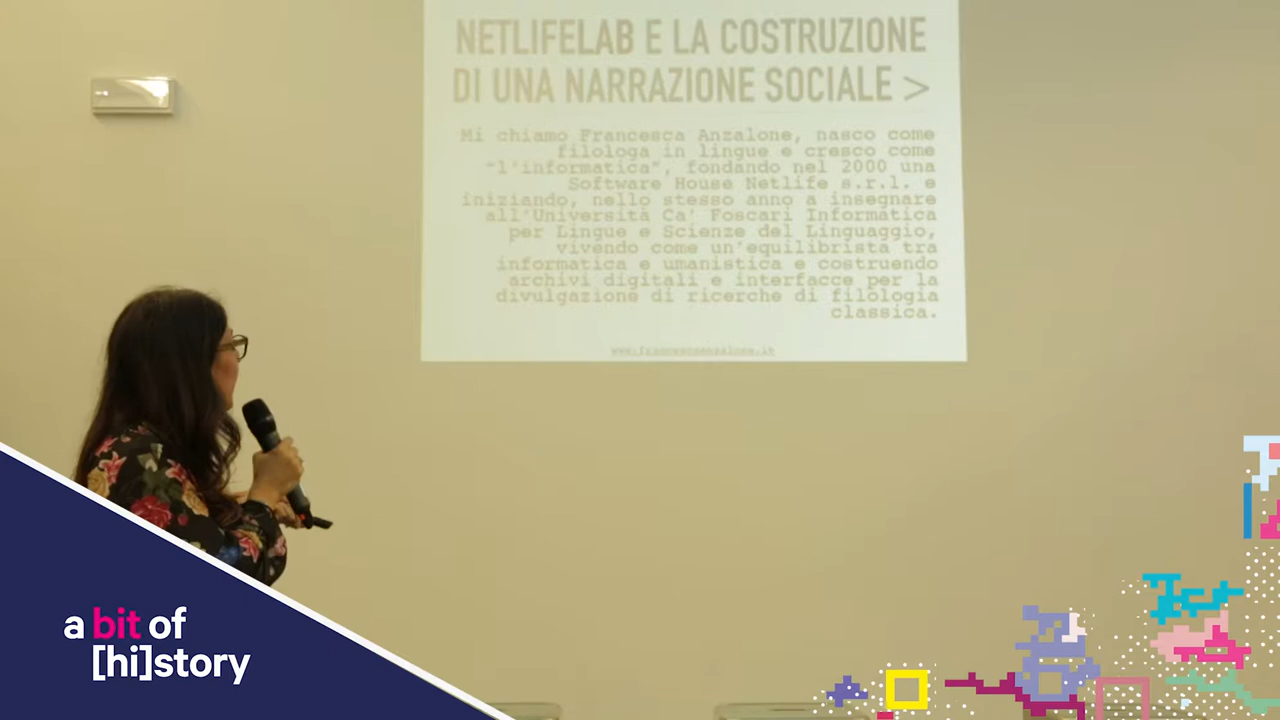 NETLIFELAB E LA COSTRUZIONE
DI UNA NARRAZIONE SOCIALE >
Mi chiamo Francesca Anzalone, nasco come
filologa in lingue e cresco come
"l'informatica", fondando nel 2000 una
Software House Netlife s.r.l. e
iniziando, nello stesso anno a insegnare
all'Università Ca' Foscari Informatica
per Lingue e Scienze del Linguaggio,
vivendo come un'equilibrista tra
informatica e umanistica e costruendo
archivi digitali e interfacce per la
divulgazione di ricerche di filologia
classica.
www.francescaanzalone.it
a bit of
[hi]story